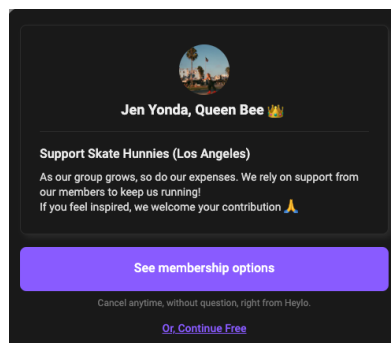 Jen Yonda, Queen Bee 👑
Support Skate Hunnies (Los Angeles)
As our group grows, so do our expenses. We rely on support from
our members to keep us running!
If you feel inspired, we welcome your contribution 🙏
See membership options
Cancel anytime, without question, right from Heylo.
Or, Continue Free